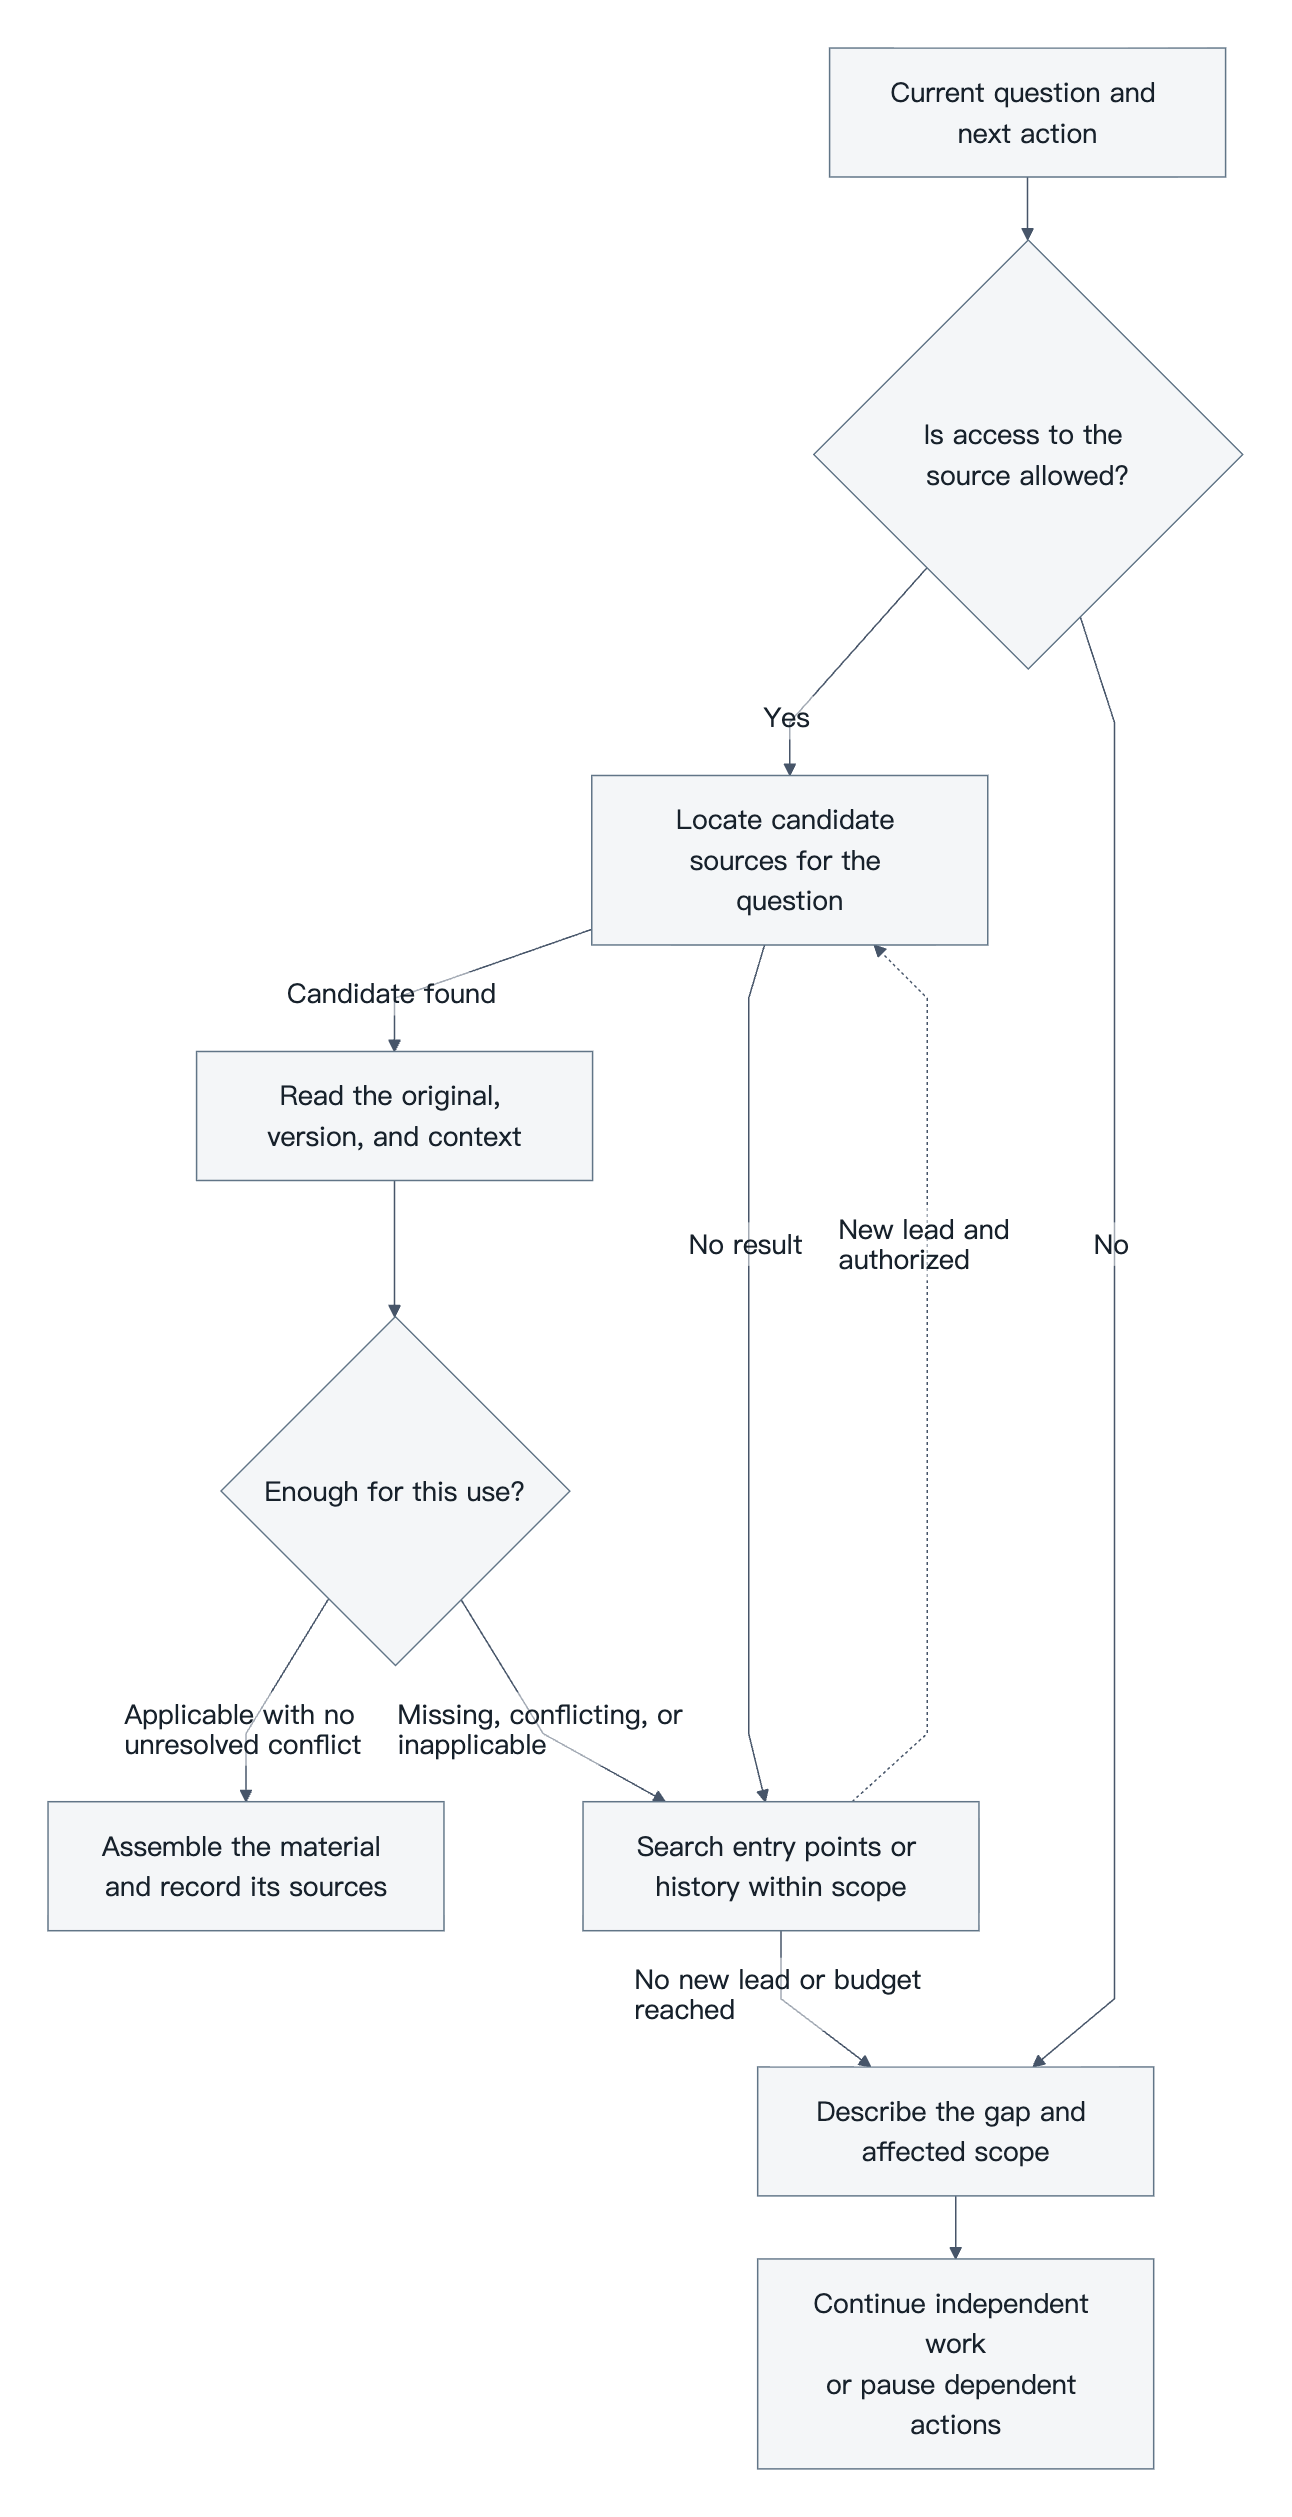 Current question and
next action
Is access to the
source allowed?
Yes
Locate candidate
sources for the
question
Candidate found
Read the original,
version, and context
No result
New lead and
authorized
No
Enough for this use?
Applicable with no
unresolved conflict
Missing, conflicting, or
inapplicable
Assemble the material
and record its sources
Search entry points or
history within scope
No new lead or budget
reached
Describe the gap and
affected scope
Continue independent
work
or pause dependent
actions